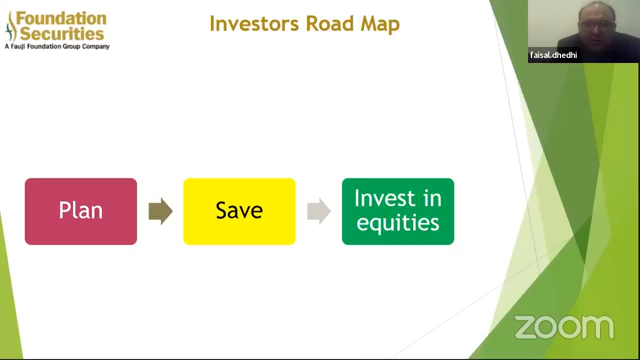 Foundation
Securities
A Fauji Foundation Group Company
Investors Road Map
faisal.dhedhi
Plan
Save
Invest in
equities
zoom